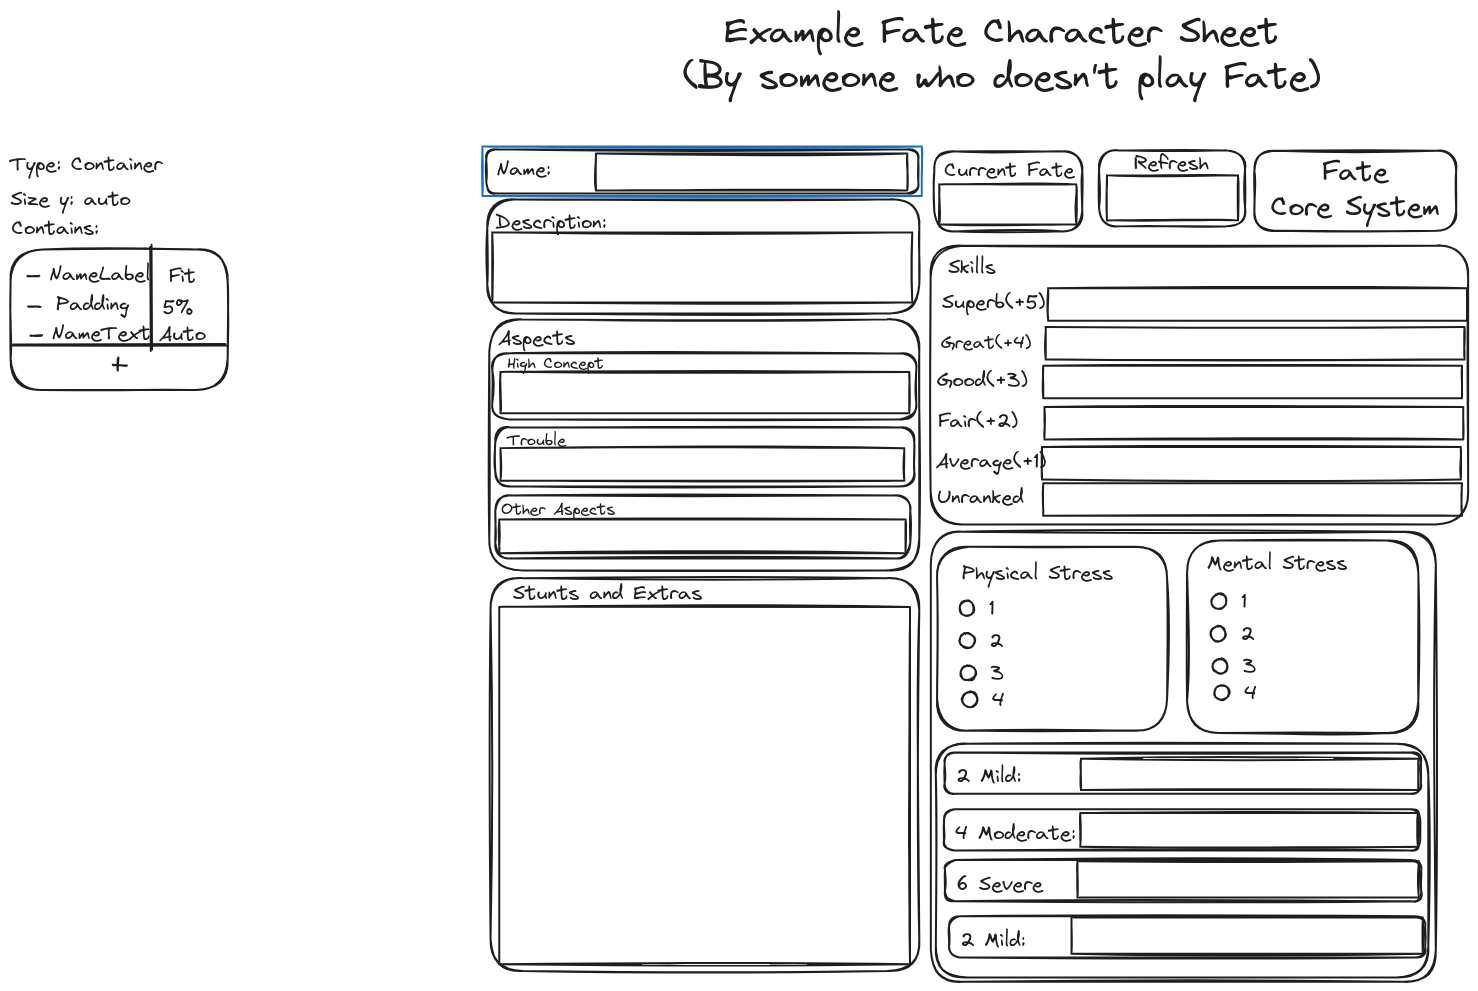 Example Fate Character Sheet
(By someone who doesn't play Fate)
Type: Container
Size y: auto
Contains:
— NameLabel Fit
— Padding 5%
— NameText Auto
+
Name:
Description:
Aspects
High Concept
Trouble
Other Aspects
Stunts and Extras
Current Fate
Refresh
Fate
Core System
Skills
Superb(+5)
Great(+4)
Good(+3)
Fair(+2)
Average(+1)
Unranked
Physical Stress
1
2
3
4
Mental Stress
1
2
3
4
2 Mild:
4 Moderate:
6 Severe
2 Mild: